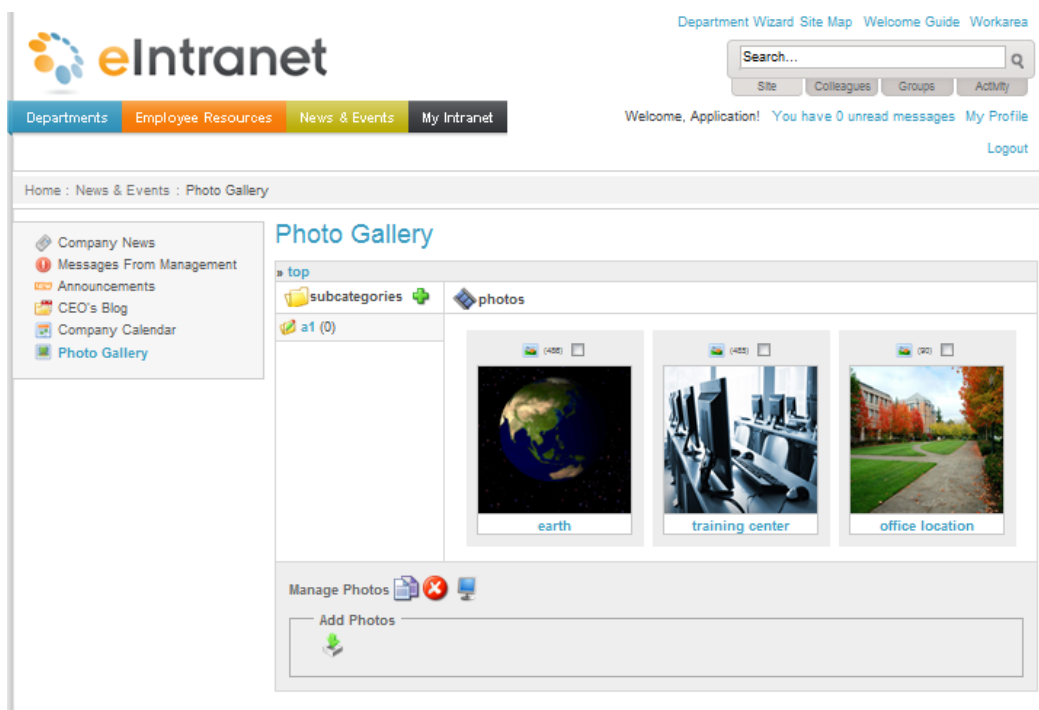 Department Wizard Site Map Welcome Guide Workarea
eIntranet
Search...
Site Colleagues Groups Activity
Departments Employee Resources News & Events My Intranet
Welcome, Application! You have 0 unread messages My Profile
Logout
Home : News & Events : Photo Gallery
Company News
Messages From Management
Announcements
CEO's Blog
Company Calendar
Photo Gallery
Photo Gallery
» top
subcategories
photos
a1 (0)
earth
training center
office location
Manage Photos
Add Photos